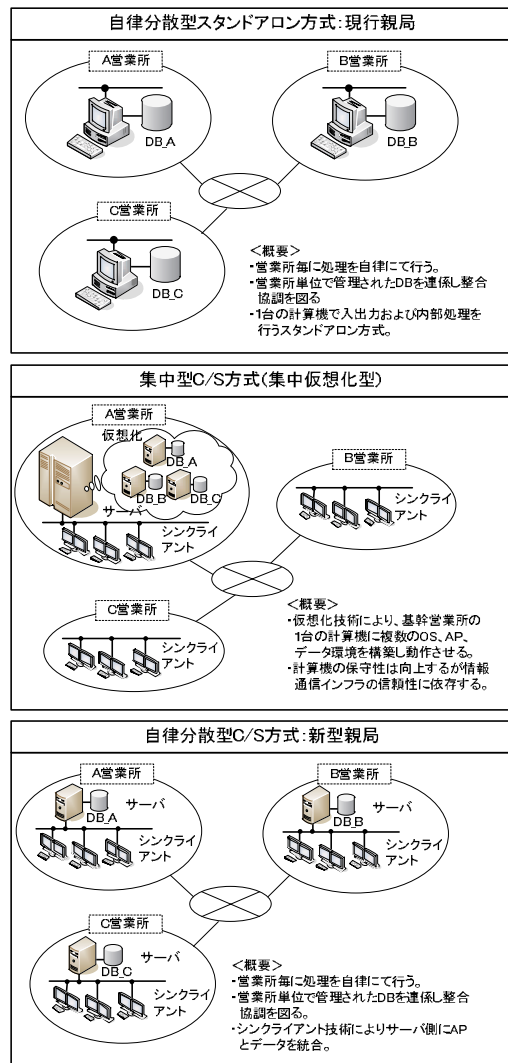 自律分散型スタンドアロン方式:現行親局
A営業所
DB_A
B営業所
DB_B
C営業所
DB_C
<概要>
・営業所毎に処理を自律にて行う。
・営業所単位で管理されたDBを連係し整合
協調を図る
・1台の計算機で入出力および内部処理を
行うスタンドアロン方式。
集中型C/S方式(集中仮想化型)
A営業所
仮想化
DB_A
DB_B
DB_C
サーバ
シンクライ
アント
B営業所
シンクライ
アント
C営業所
シンクライ
アント
<概要>
・仮想化技術により、基幹営業所の
1台の計算機に複数のOS、AP、
データ環境を構築し動作させる。
・計算機の保守性は向上するが情報
通信インフラの信頼性に依存する。
自律分散型C/S方式:新型親局
A営業所
サーバ
DB_A
シンクライ
アント
B営業所
サーバ
DB_B
シンクライ
アント
C営業所
サーバ
DB_C
シンクライ
アント
<概要>
・営業所毎に処理を自律にて行う。
・営業所単位で管理されたDBを連係し整合
協調を図る。
・シンクライアント技術によりサーバ側にAP
とデータを統合。